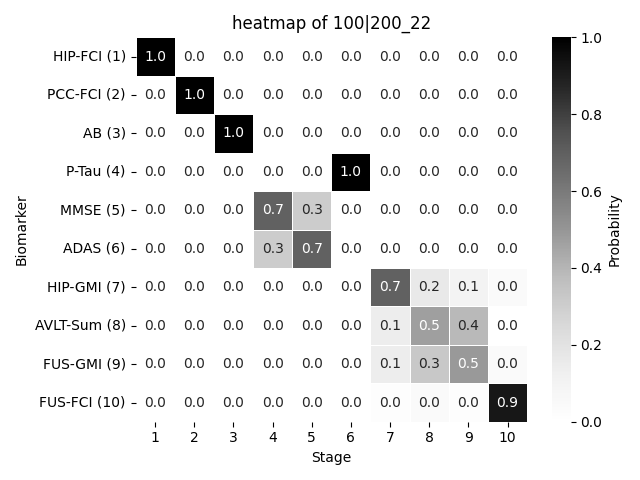 heatmap of 100|200_22
HIP-FCI (1) 1.0 0.0 0.0 0.0 0.0 0.0 0.0 0.0 0.0 0.0
PCC-FCI (2) 0.0 1.0 0.0 0.0 0.0 0.0 0.0 0.0 0.0 0.0
AB (3) 0.0 0.0 1.0 0.0 0.0 0.0 0.0 0.0 0.0 0.0
P-Tau (4) 0.0 0.0 0.0 0.0 0.0 1.0 0.0 0.0 0.0 0.0
MMSE (5) 0.0 0.0 0.0 0.7 0.3 0.0 0.0 0.0 0.0 0.0
ADAS (6) 0.0 0.0 0.0 0.3 0.7 0.0 0.0 0.0 0.0 0.0
HIP-GMI (7) 0.0 0.0 0.0 0.0 0.0 0.0 0.7 0.2 0.1 0.0
AVLT-Sum (8) 0.0 0.0 0.0 0.0 0.0 0.0 0.1 0.5 0.4 0.0
FUS-GMI (9) 0.0 0.0 0.0 0.0 0.0 0.0 0.1 0.3 0.5 0.0
FUS-FCI (10) 0.0 0.0 0.0 0.0 0.0 0.0 0.0 0.0 0.0 0.9
1 2 3 4 5 6 7 8 9 10
Stage
Biomarker
1.0
0.8
0.6
0.4
0.2
0.0
Probability